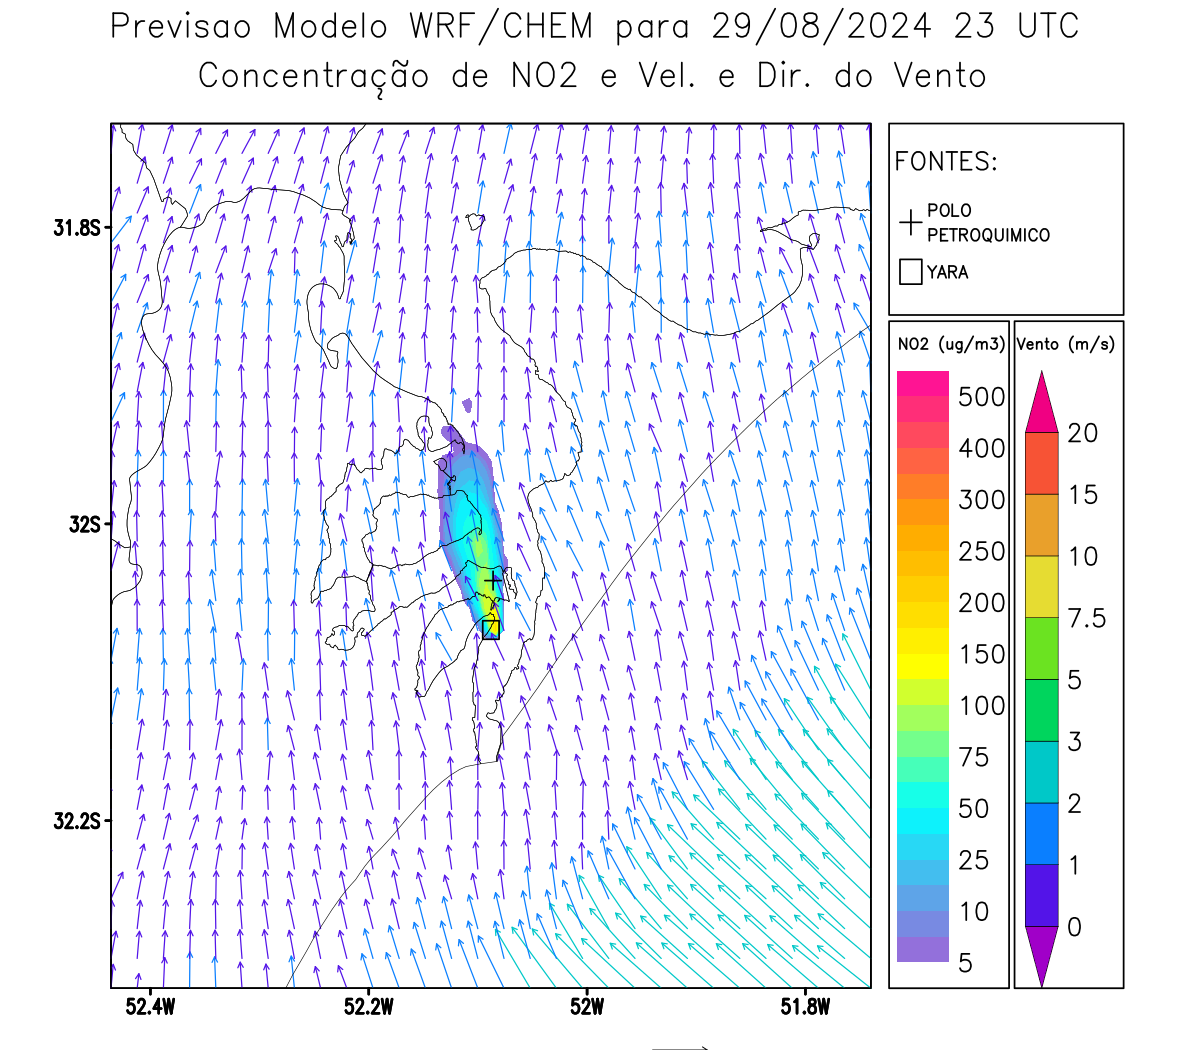 Previsao Modelo WRF/CHEM para 29/08/2024 23 UTC
Concentração de NO2 e Vel. e Dir. do Vento
FONTES:
POLO
PETROQUIMICO
YARA
31.8S
32S
32.2S
52.4W
52.2W
52W
51.8W
NO2 (ug/m3)
500
400
300
250
200
150
100
75
50
25
10
5
Vento (m/s)
20
15
10
7.5
5
3
2
1
0